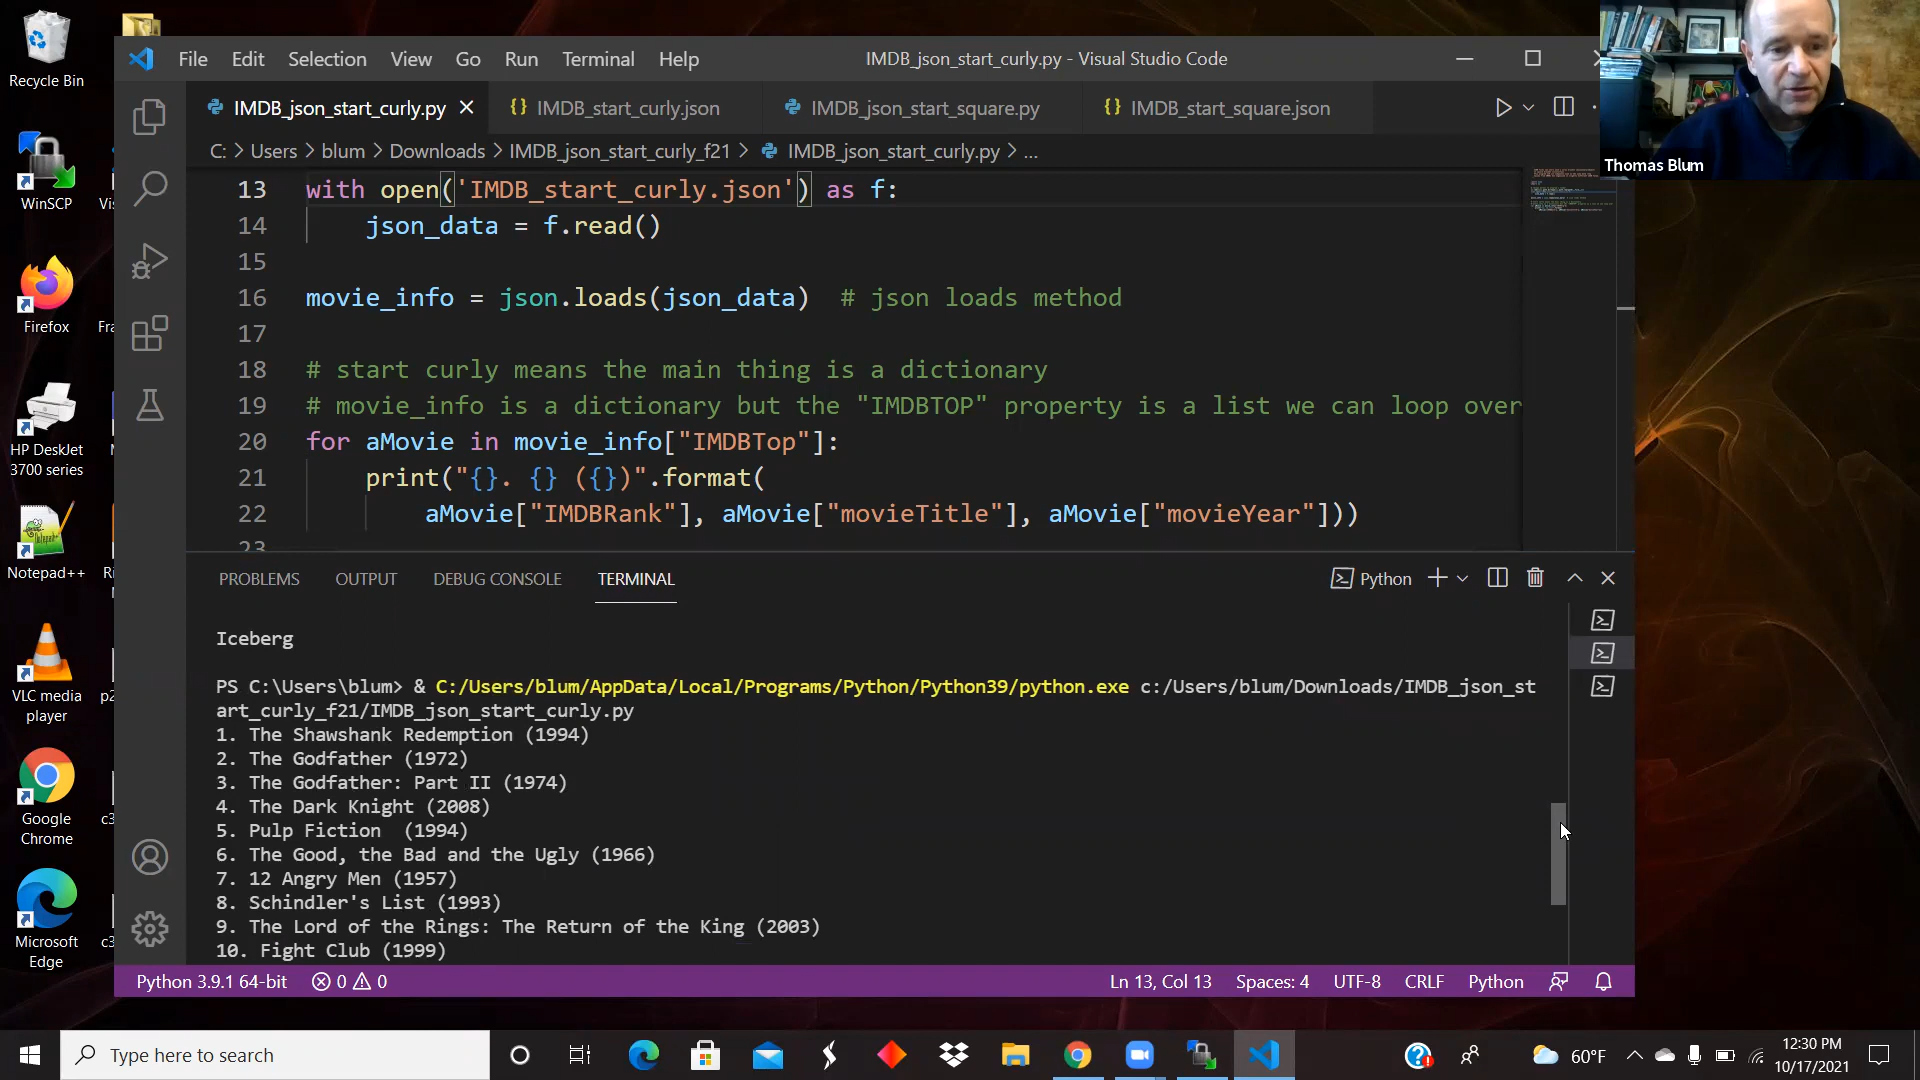 Recycle Bin
WinSCP
Firefox
HP DeskJet
3700 series
Notepad++
VLC media
player
Google
Chrome
Microsoft
Edge
File Edit Selection View Go Run Terminal Help
IMDB_json_start_curly.py - Visual Studio Code
IMDB_json_start_curly.py
IMDB_start_curly.json
IMDB_json_start_square.py
IMDB_start_square.json
C: > Users > blum > Downloads > IMDB_json_start_curly_f21 > IMDB_json_start_curly.py > ...
13 with open('IMDB_start_curly.json') as f:
14 json_data = f.read()
15
16 movie_info = json.loads(json_data) # json loads method
17
18 # start curly means the main thing is a dictionary
19 # movie_info is a dictionary but the "IMDBTOP" property is a list we can loop over
20 for aMovie in movie_info["IMDBTop"]:
21 print("{}. {} ({})".format(
22 aMovie["IMDBRank"], aMovie["movieTitle"], aMovie["movieYear"]))
23
PROBLEMS OUTPUT DEBUG CONSOLE TERMINAL
Python
Iceberg
PS C:\Users\blum> & C:/Users/blum/AppData/Local/Programs/Python/Python39/python.exe c:/Users/blum/Downloads/IMDB_json_st
art_curly_f21/IMDB_json_start_curly.py
1. The Shawshank Redemption (1994)
2. The Godfather (1972)
3. The Godfather: Part II (1974)
4. The Dark Knight (2008)
5. Pulp Fiction  (1994)
6. The Good, the Bad and the Ugly (1966)
7. 12 Angry Men (1957)
8. Schindler's List (1993)
9. The Lord of the Rings: The Return of the King (2003)
10. Fight Club (1999)
Python 3.9.1 64-bit 0 0
Ln 13, Col 13 Spaces: 4 UTF-8 CRLF Python
Thomas Blum
Type here to search
60°F
12:30 PM
10/17/2021